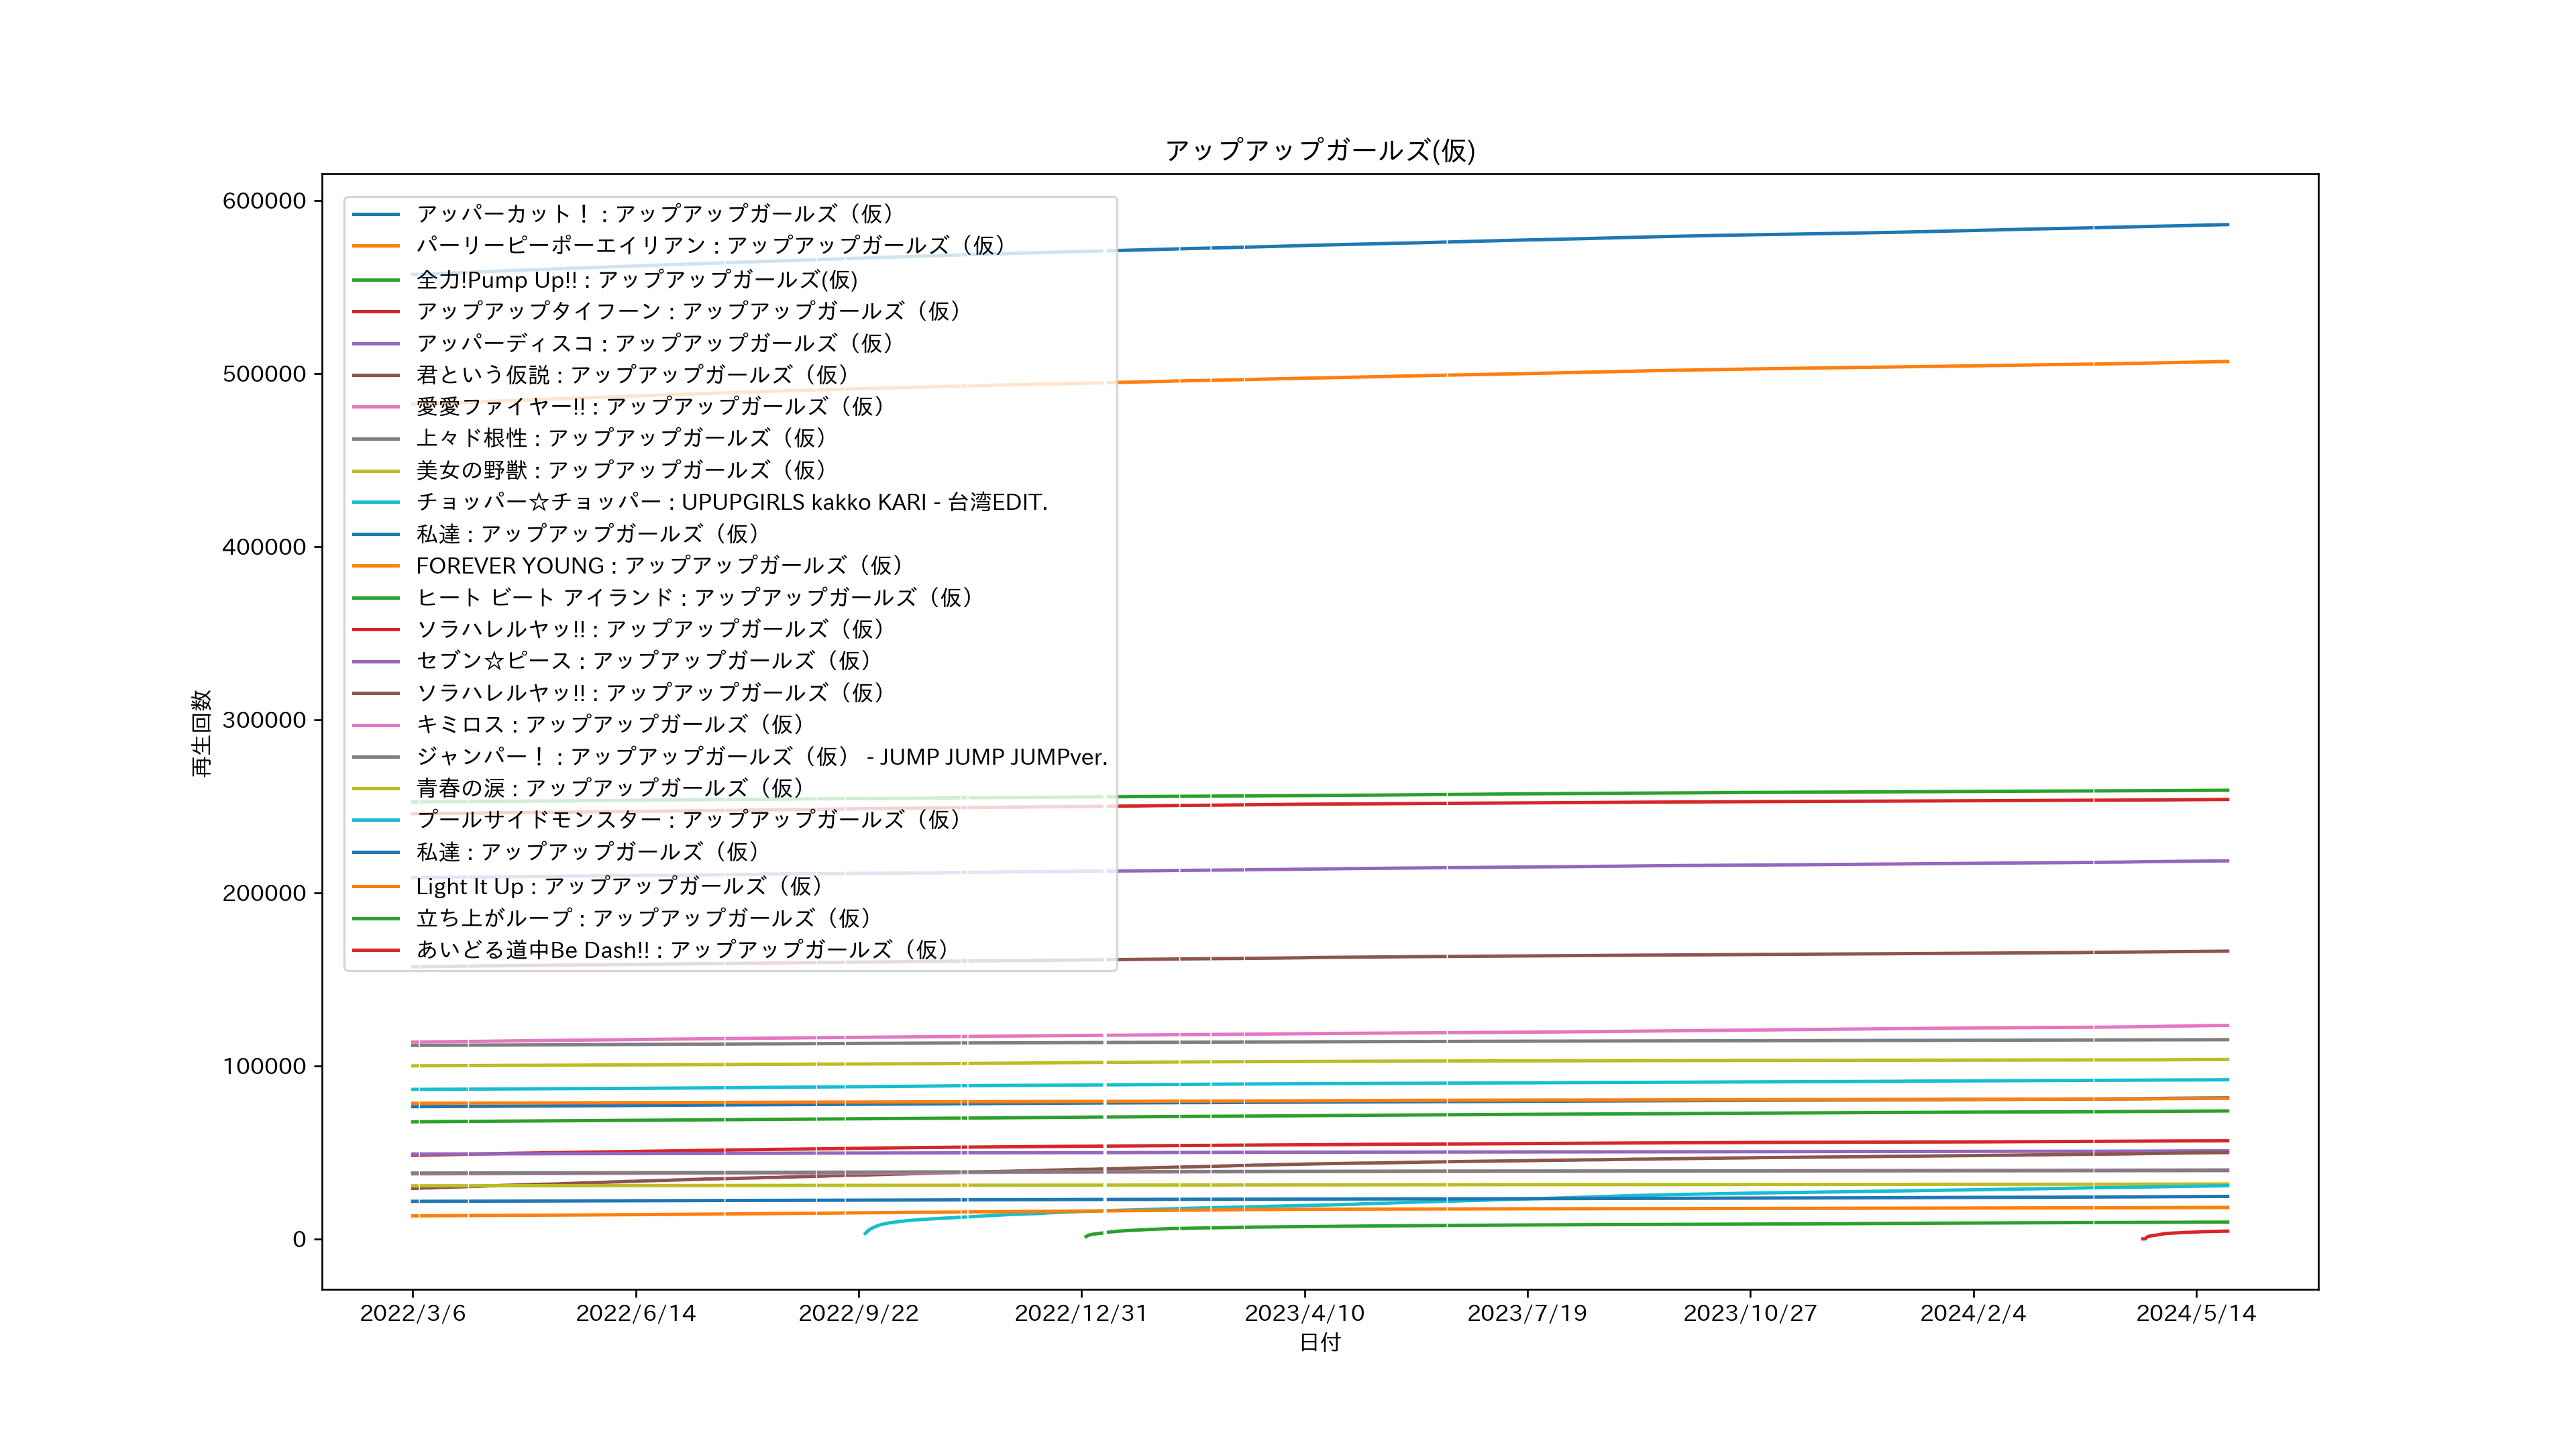 アップアップガールズ(仮)
600000
500000
400000
300000
200000
100000
0
再生回数
アッパーカット！ : アップアップガールズ（仮）
パーリーピーポーエイリアン : アップアップガールズ（仮）
全力!Pump Up!! : アップアップガールズ(仮)
アップアップタイフーン : アップアップガールズ（仮）
アッパーディスコ : アップアップガールズ（仮）
君という仮説 : アップアップガールズ（仮）
愛愛ファイヤー!! : アップアップガールズ（仮）
上々ド根性 : アップアップガールズ（仮）
美女の野獣 : アップアップガールズ（仮）
チョッパー☆チョッパー : UPUPGIRLS kakko KARI - 台湾EDIT.
私達 : アップアップガールズ（仮）
FOREVER YOUNG : アップアップガールズ（仮）
ヒート ビート アイランド : アップアップガールズ（仮）
ソラハレルヤッ!! : アップアップガールズ（仮）
セブン☆ピース : アップアップガールズ（仮）
ソラハレルヤッ!! : アップアップガールズ（仮）
キミロス : アップアップガールズ（仮）
ジャンパー！ : アップアップガールズ（仮） - JUMP JUMP JUMPver.
青春の涙 : アップアップガールズ（仮）
プールサイドモンスター : アップアップガールズ（仮）
私達 : アップアップガールズ（仮）
Light It Up : アップアップガールズ（仮）
立ち上がループ : アップアップガールズ（仮）
あいどる道中Be Dash!! : アップアップガールズ（仮）
2022/3/6 2022/6/14 2022/9/22 2022/12/31 2023/4/10 2023/7/19 2023/10/27 2024/2/4 2024/5/14
日付